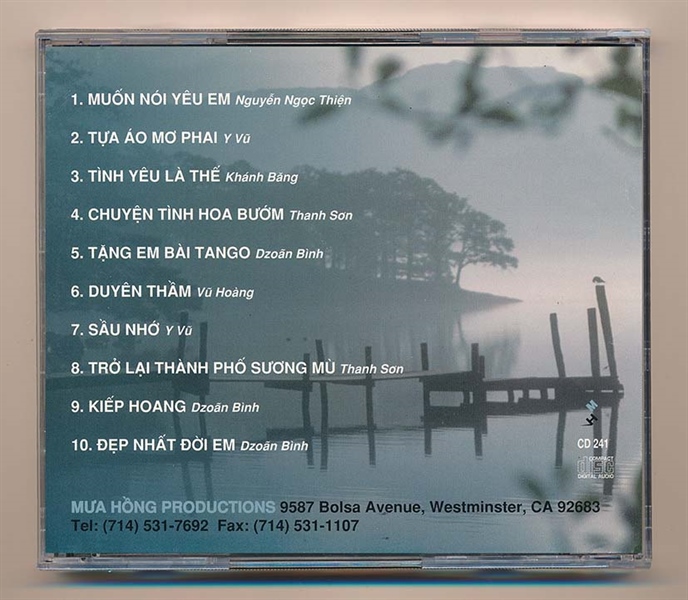 1. MUỐN NÓI YÊU EM Nguyễn Ngọc Thiện
2. TỰA ÁO MƠ PHAI Y Vũ
3. TÌNH YÊU LÀ THẾ Khánh Băng
4. CHUYỆN TÌNH HOA BƯỚM Thanh Sơn
5. TẶNG EM BÀI TANGO Dzoãn Bình
6. DUYÊN THẦM Vũ Hoàng
7. SẦU NHỚ Y Vũ
8. TRỞ LẠI THÀNH PHỐ SƯƠNG MÙ Thanh Sơn
9. KIẾP HOANG Dzoãn Bình
10. ĐẸP NHẤT ĐỜI EM Dzoãn Bình
CD 241
COMPACT
disc
DIGITAL AUDIO
MƯA HỒNG PRODUCTIONS 9587 Bolsa Avenue, Westminster, CA 92683
Tel: (714) 531-7692 Fax: (714) 531-1107